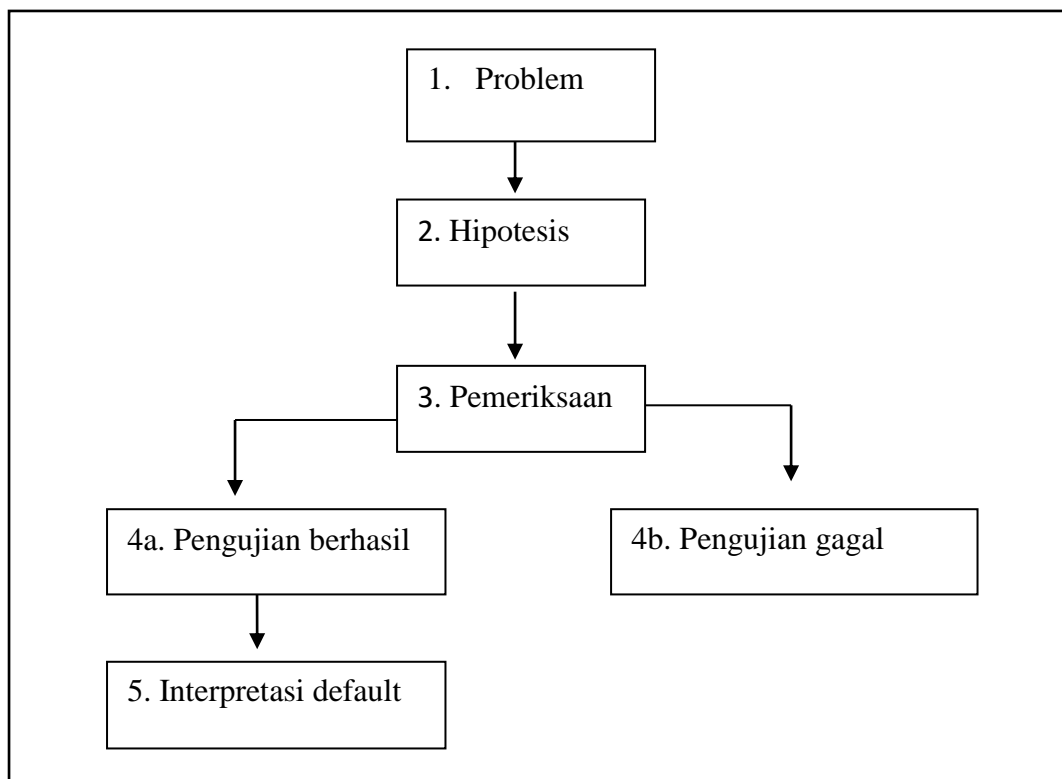 1. Problem
2. Hipotesis
3. Pemeriksaan
4a. Pengujian berhasil
4b. Pengujian gagal
5. Interpretasi default